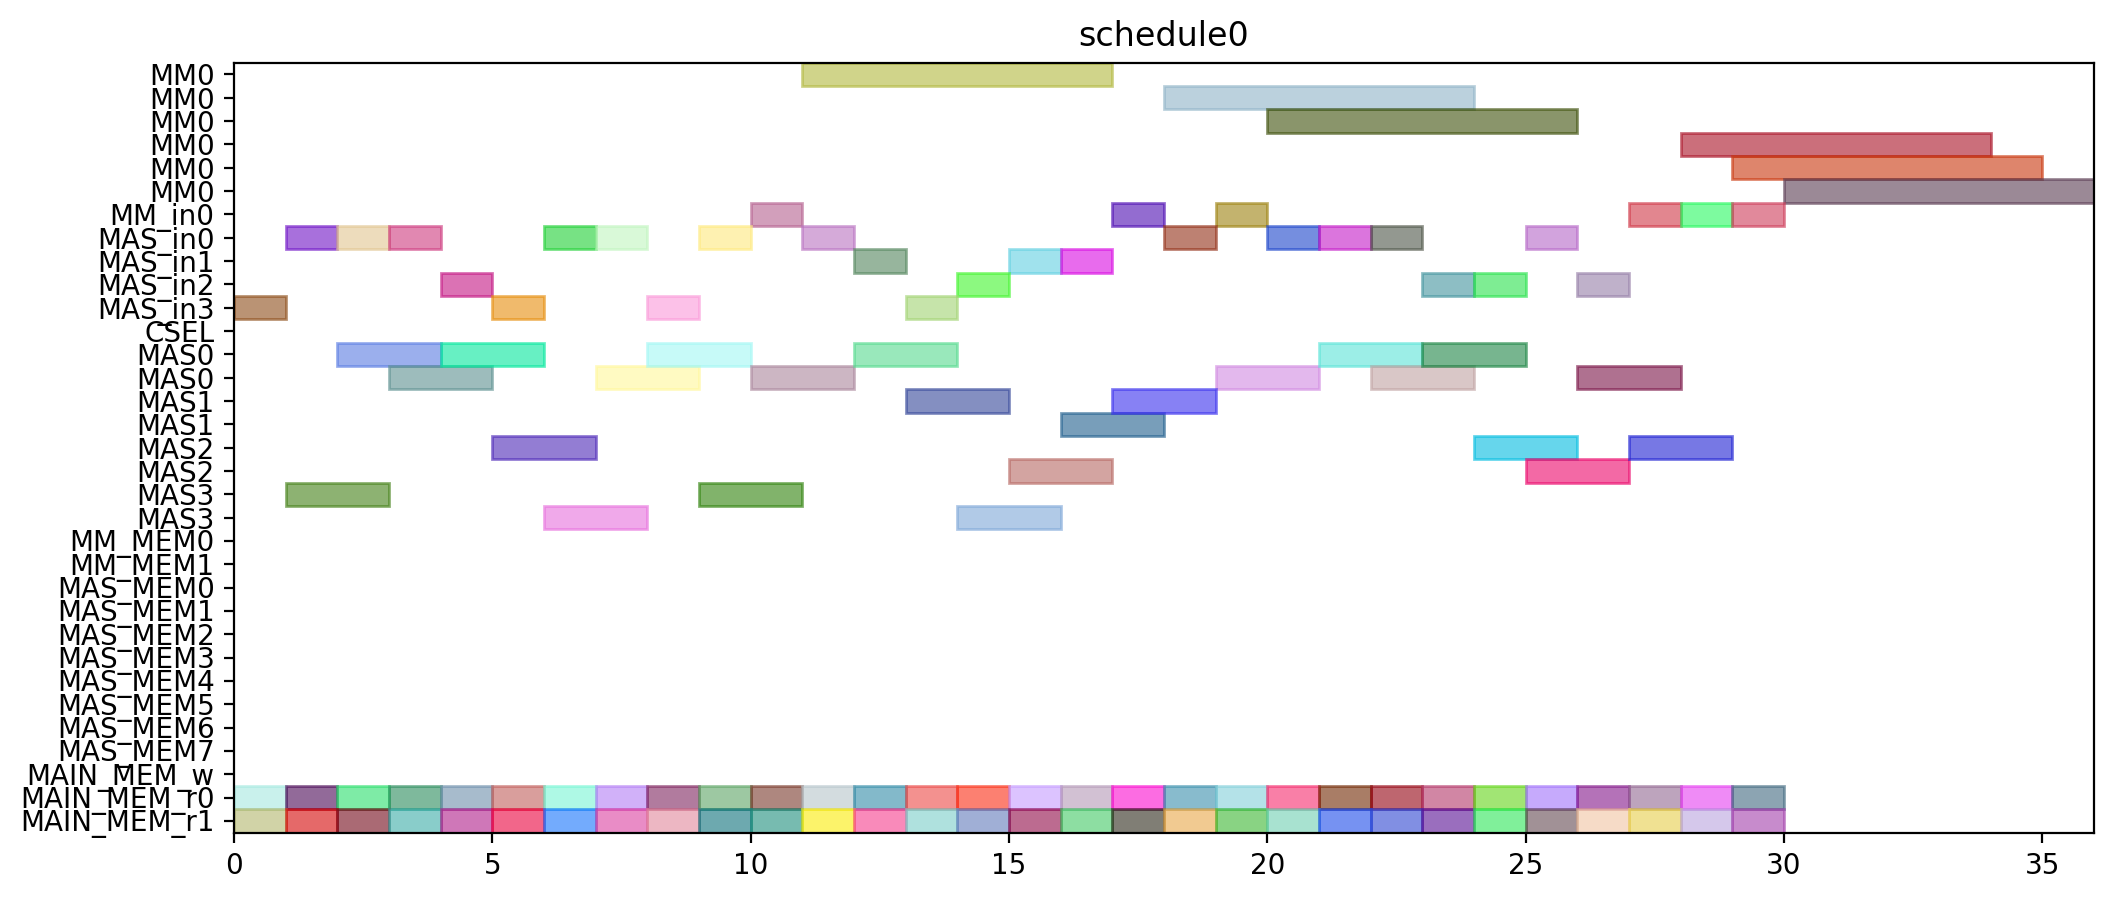 schedule0
MM0
MM0
MM0
MM0
MM0
MM0
MM_in0
MAS_in0
MAS_in1
MAS_in2
MAS_in3
CSEL
MAS0
MAS0
MAS1
MAS1
MAS2
MAS2
MAS3
MAS3
MM_MEM0
MM_MEM1
MAS_MEM0
MAS_MEM1
MAS_MEM2
MAS_MEM3
MAS_MEM4
MAS_MEM5
MAS_MEM6
MAS_MEM7
MAIN_MEM_w
MAIN_MEM_r0
MAIN_MEM_r1
0 5 10 15 20 25 30 35